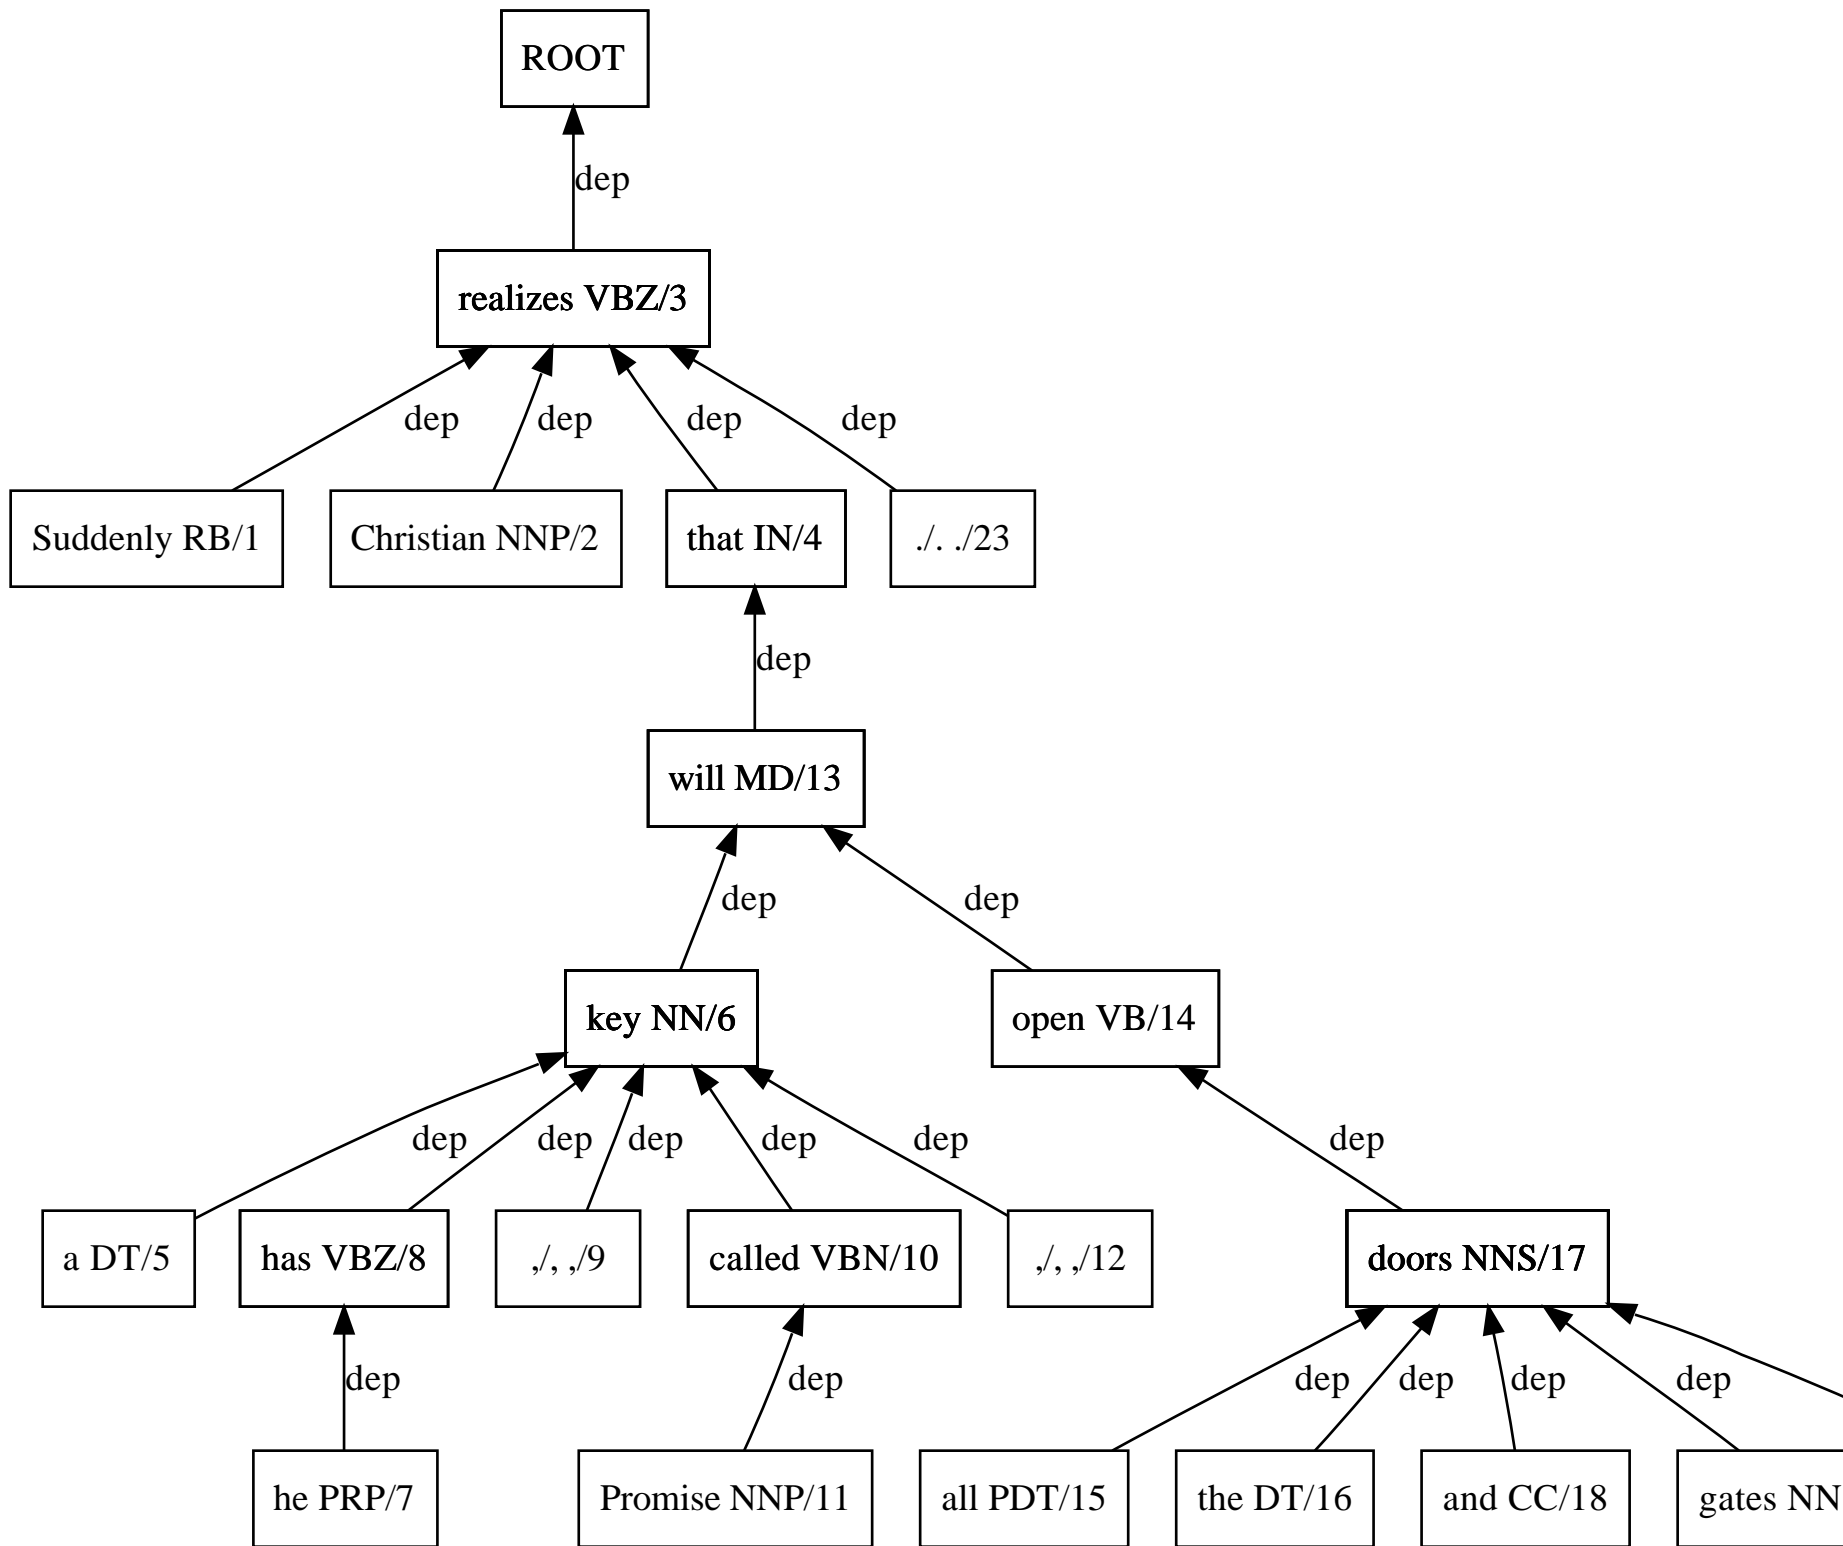 ROOT
dep
realizes VBZ/3
dep dep dep dep
Suddenly RB/1 Christian NNP/2 that IN/4 ./. ./23
dep
will MD/13
dep dep
key NN/6 open VB/14
dep dep dep dep dep dep
a DT/5 has VBZ/8 ,/, ,/9 called VBN/10 ,/, ,/12 doors NNS/17
dep dep dep dep dep dep
he PRP/7 Promise NNP/11 all PDT/15 the DT/16 and CC/18 gates NN